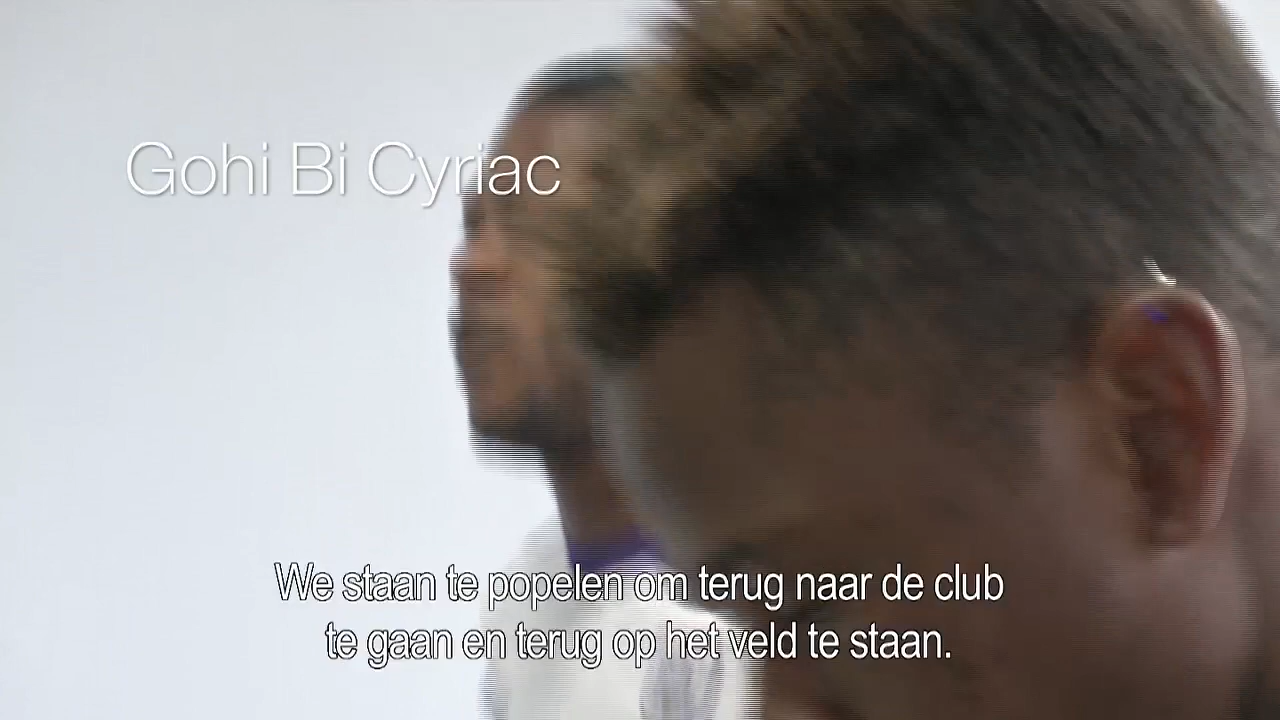 Gohi Bi Cyriac
We staan te popelen om terug naar de club
te gaan en terug op het veld te staan.